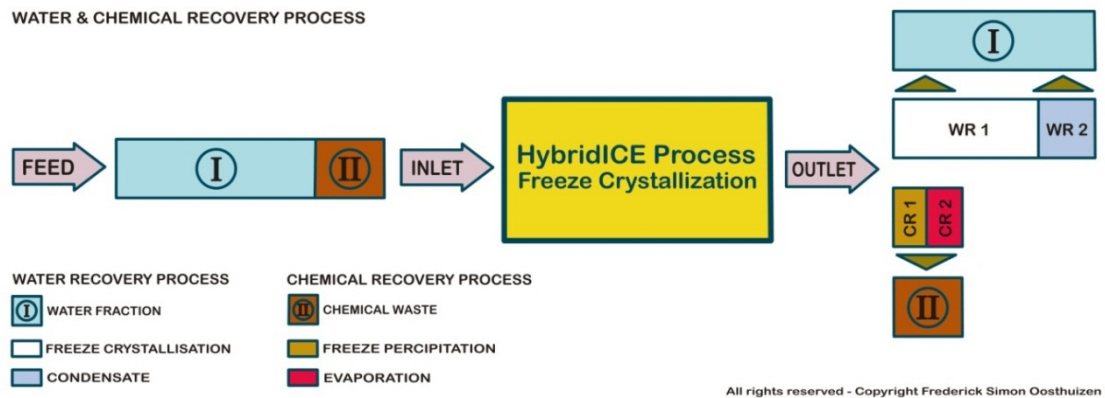 WATER & CHEMICAL RECOVERY PROCESS
I
WR 1
WR 2
FEED
I
II
INLET
HybridICE Process
Freeze Crystallization
OUTLET
CR 1
CR 2
II
WATER RECOVERY PROCESS
I WATER FRACTION
FREEZE CRYSTALLISATION
CONDENSATE
CHEMICAL RECOVERY PROCESS
II CHEMICAL WASTE
FREEZE PERCIPITATION
EVAPORATION
All rights reserved - Copyright Frederick Simon Oosthuizen